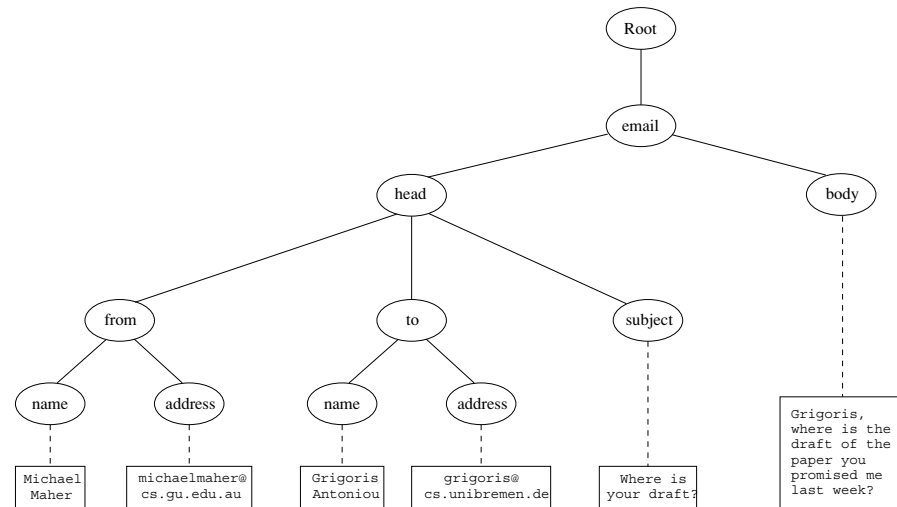 Root
email
head
body
from
to
subject
name
address
name
address
Michael
Maher
michaelmaher@
cs.gu.edu.au
Grigoris
Antoniou
grigoris@
cs.unibremen.de
Where is
your draft?
Grigoris,
where is the
draft of the
paper you
promised me
last week?